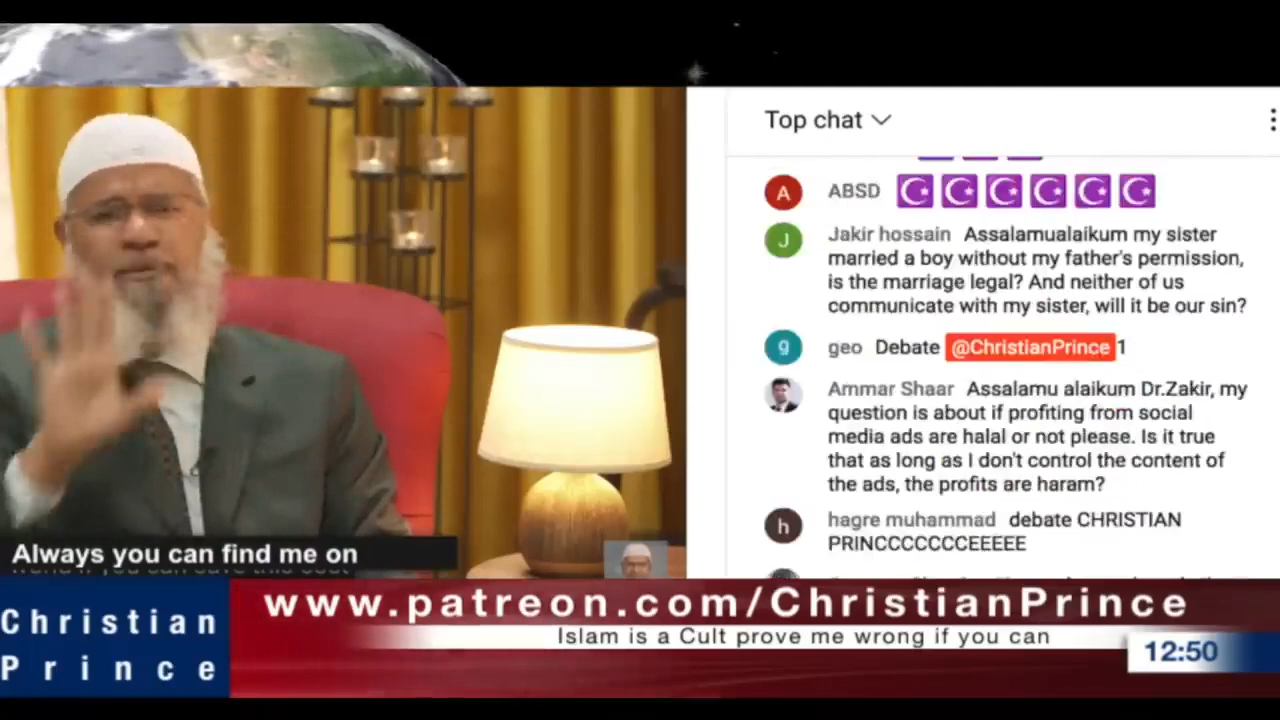 Top chat
A
ABSD
J
Jakir hossain Assalamualaikum my sister
married a boy without my father's permission,
is the marriage legal? And neither of us
communicate with my sister, will it be our sin?
g
geo Debate @ChristianPrince 1
Ammar Shaar Assalamu alaikum Dr.Zakir, my
question is about if profiting from social
media ads are halal or not please. Is it true
that as long as I don't control the content of
the ads, the profits are haram?
h
hagre muhammad debate CHRISTIAN
PRINCCCCCCCEEEEE
Always you can find me on
Christian
Prince
www.patreon.com/ChristianPrince
Islam is a Cult prove me wrong if you can
12:50